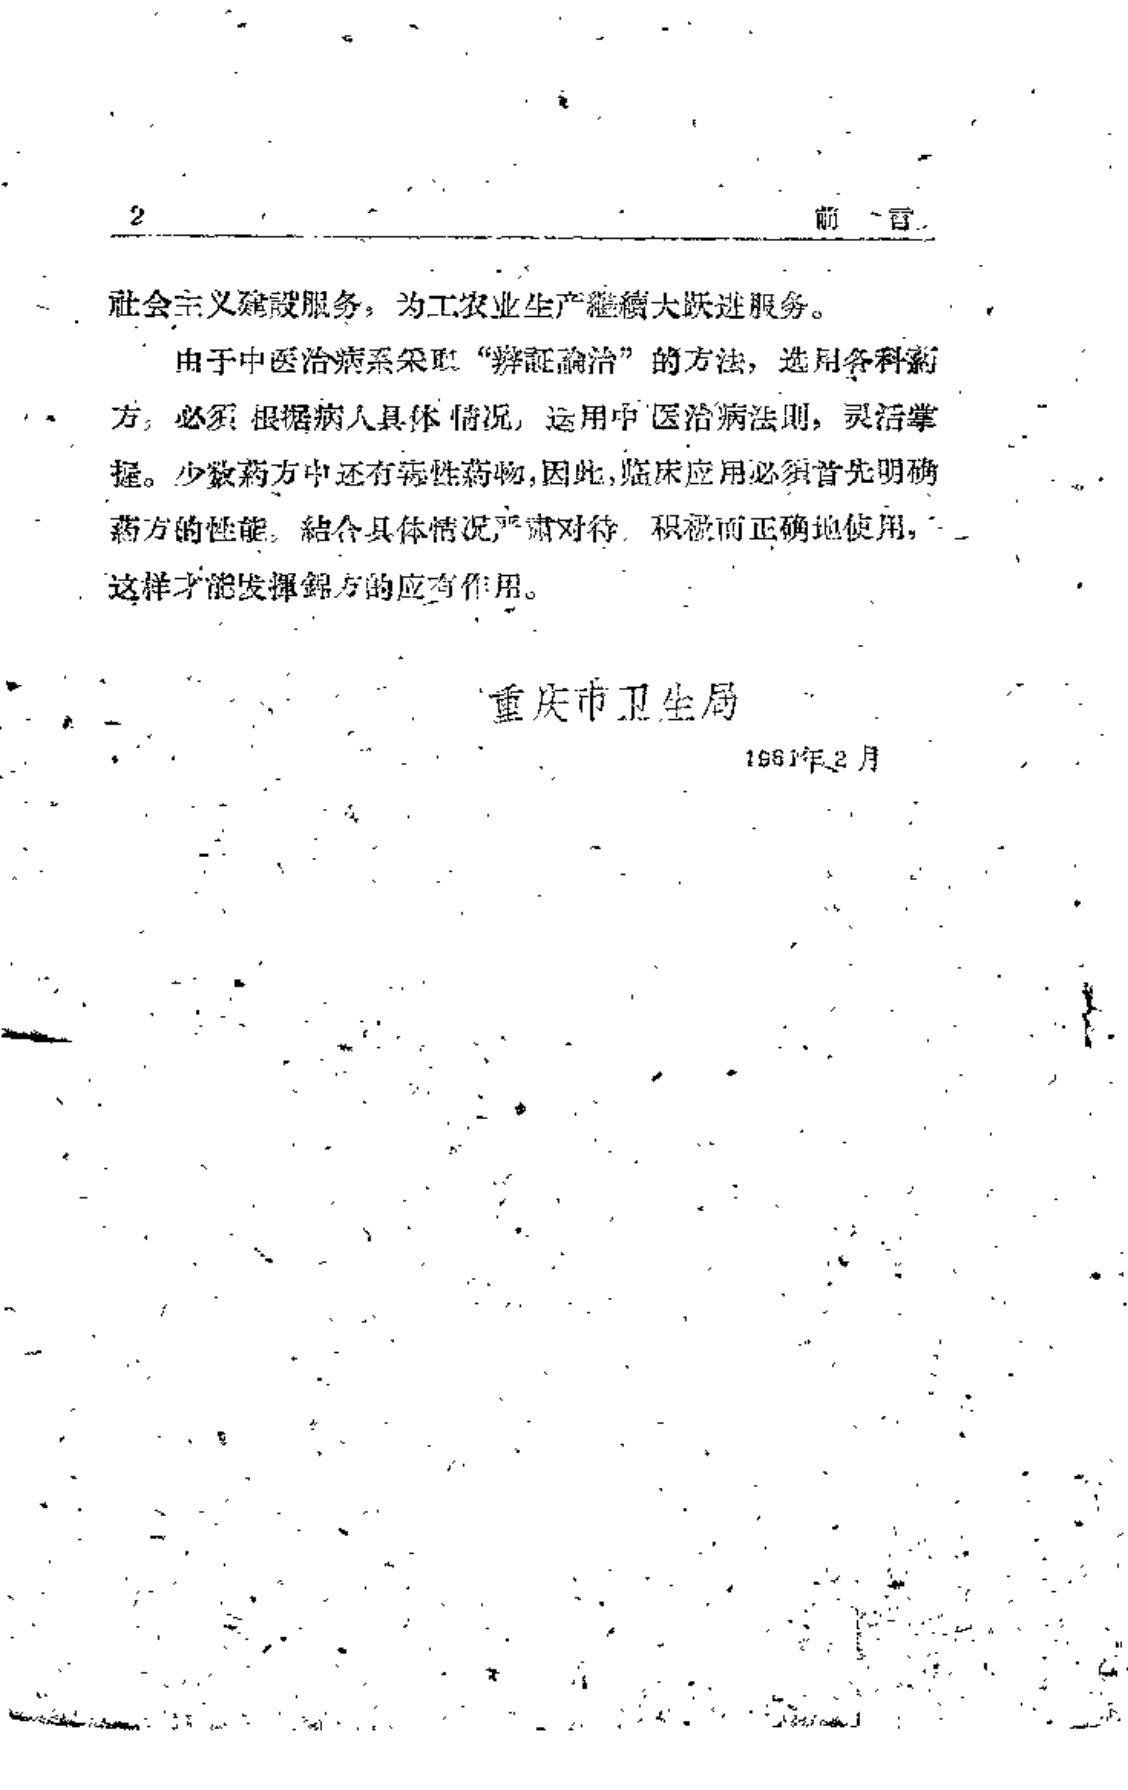 2 前言
社会主义建設服务，为工农业生产継續大跃进服务。
由于中医治病系采取“辨証論治”的方法，选用各科葯
方，必須根据病人具体情况，运用中医治病法則，灵活掌
握。少数葯方中还有毒性葯物，因此，临床应用必須首先明确
葯方的性能，結合具体情况严肃对待，积极而正确地使用，
这样才能发揮錦方的应有作用。
重庆市卫生局
1961年2月